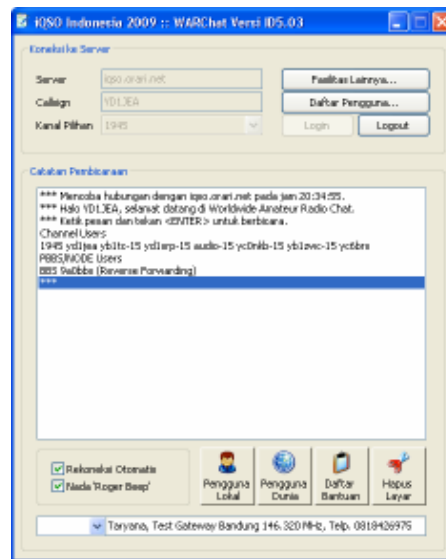 iQSO Indonesia 2009 :: WARChat Versi ID5.03
Koneksi ke Server
Server iqso.orari.net Fasilitas Lainnya...
Callsign YD1JEA Daftar Pengguna...
Kanal Pilihan 1945 Login Logout
Catatan Pembicaraan
*** Mencoba hubungan dengan iqso.orari.net pada jam 20:34:55.
*** Halo YD1JEA, selamat datang di Worldwide Amateur Radio Chat.
*** Ketik pesan dan tekan <ENTER> untuk berbicara.
Channel Users
1945 yd1jea yb1tc-15 yd1arp-15 audio-15 yc0nkb-15 yb1zwc-15 yc6brs
PBBS/NODE Users
BBS 9a0bbs (Reverse Forwarding)
***
Rekoneksi Otomatis
Nada 'Roger Beep'
Pengguna Lokal
Pengguna Dunia
Daftar Bantuan
Hapus Layar
Taryana, Test Gateway Bandung 146.320 MHz, Telp. 0818426975